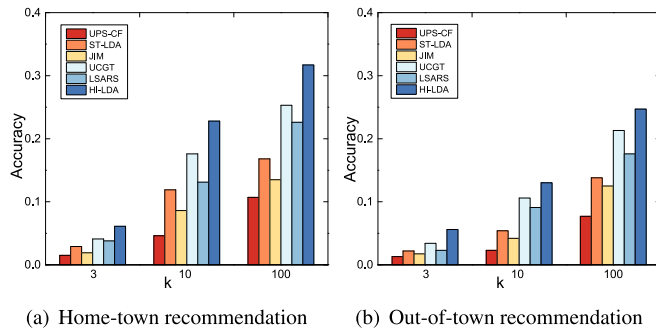 0.4
0.3
0.2
0.1
0.0
Accuracy
UPS-CF
ST-LDA
JIM
UCGT
LSARS
HI-LDA
3 10 100
k
(a) Home-town recommendation
0.4
0.3
0.2
0.1
0.0
Accuracy
UPS-CF
ST-LDA
JIM
UCGT
LSARS
HI-LDA
3 10 100
k
(b) Out-of-town recommendation